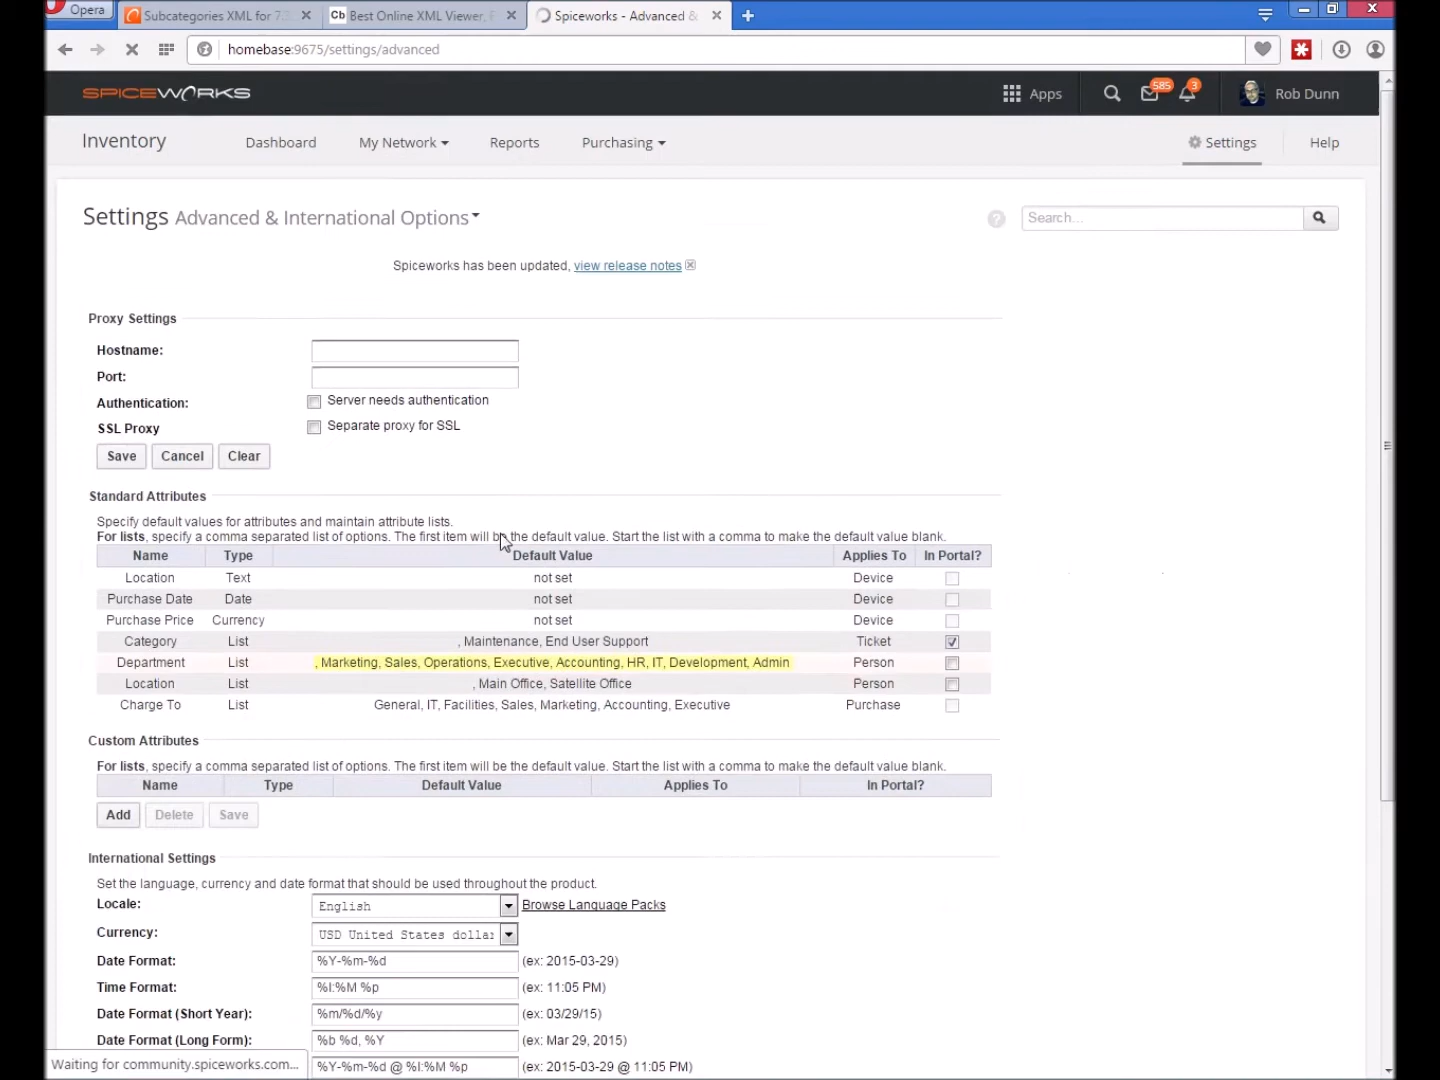 Opera
Subcategories XML for 7.
Best Online XML Viewer,
Spiceworks - Advanced &
homebase:9675/settings/advanced
SPICEWORKS
Apps
585
3
Rob Dunn
Inventory
Dashboard
My Network
Reports
Purchasing
Settings
Help
Settings Advanced & International Options
Search...
Spiceworks has been updated, view release notes
Proxy Settings
Hostname:
Port:
Authentication:
Server needs authentication
SSL Proxy
Separate proxy for SSL
Save
Cancel
Clear
Standard Attributes
Specify default values for attributes and maintain attribute lists.
For lists, specify a comma separated list of options. The first item will be the default value. Start the list with a comma to make the default value blank.
Name Type Default Value Applies To In Portal?
Location Text not set Device
Purchase Date Date not set Device
Purchase Price Currency not set Device
Category List , Maintenance, End User Support Ticket
Department List , Marketing, Sales, Operations, Executive, Accounting, HR, IT, Development, Admin Person
Location List , Main Office, Satellite Office Person
Charge To List General, IT, Facilities, Sales, Marketing, Accounting, Executive Purchase
Custom Attributes
For lists, specify a comma separated list of options. The first item will be the default value. Start the list with a comma to make the default value blank.
Name Type Default Value Applies To In Portal?
Add
Delete
Save
International Settings
Set the language, currency and date format that should be used throughout the product.
Locale: English Browse Language Packs
Currency: USD United States dollar
Date Format: %Y-%m-%d (ex: 2015-03-29)
Time Format: %I:%M %p (ex: 11:05 PM)
Date Format (Short Year): %m/%d/%y (ex: 03/29/15)
Date Format (Long Form): %b %d, %Y (ex: Mar 29, 2015)
%Y-%m-%d @ %I:%M %p (ex: 2015-03-29 @ 11:05 PM)
Waiting for community.spiceworks.com...